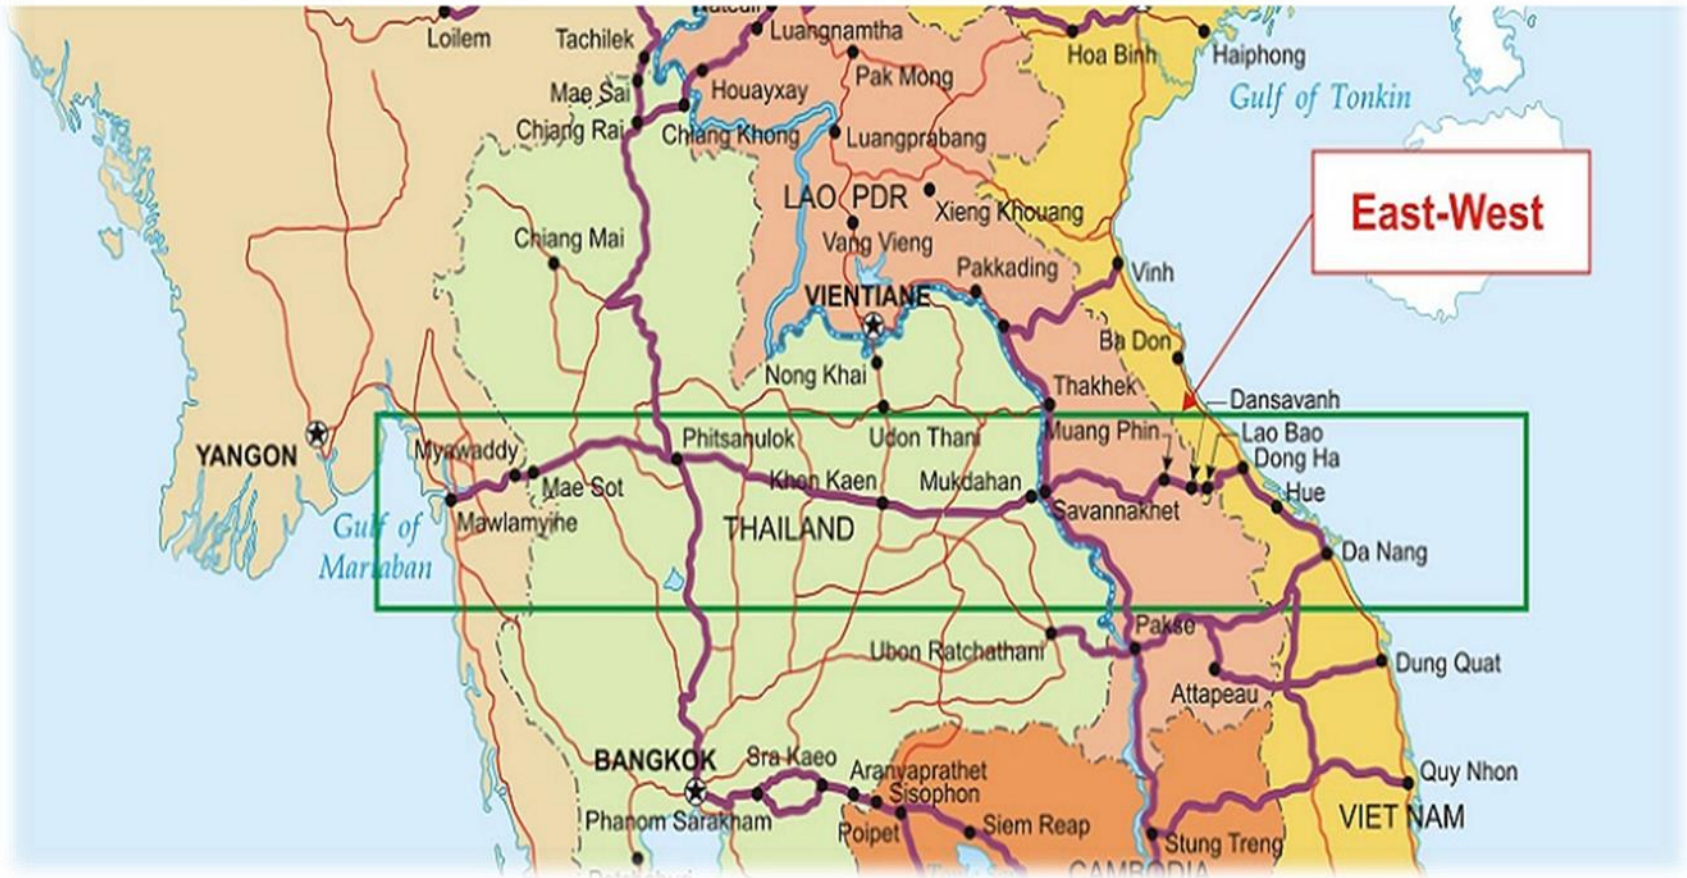 Loilem
Tachilek
Luangnamtha
Hoa Binh
Haiphong
Pak Mong
Mae Sai
Houayxay
Gulf of Tonkin
Chiang Rai
Chiang Khong
Luangprabang
LAO PDR
Xieng Khouang
East-West
Chiang Mai
Vang Vieng
Pakkading
Vinh
VIENTIANE
Ba Don
Nong Khai
Thakhek
Dansavanh
YANGON
Myawaddy
Phitsanulok
Udon Thani
Muang Phin
Lao Bao
Dong Ha
Mae Sot
Khon Kaen
Mukdahan
Hue
Mawlamyine
Savannakhet
Gulf of
Martaban
THAILAND
Da Nang
Pakse
Ubon Ratchathani
Dung Quat
Attapeau
BANGKOK
Sra Kaeo
Aranyaprathet
Sisophon
Quy Nhon
Phanom Sarakham
Poipet
Siem Reap
VIET NAM
Stung Treng
CAMBODIA